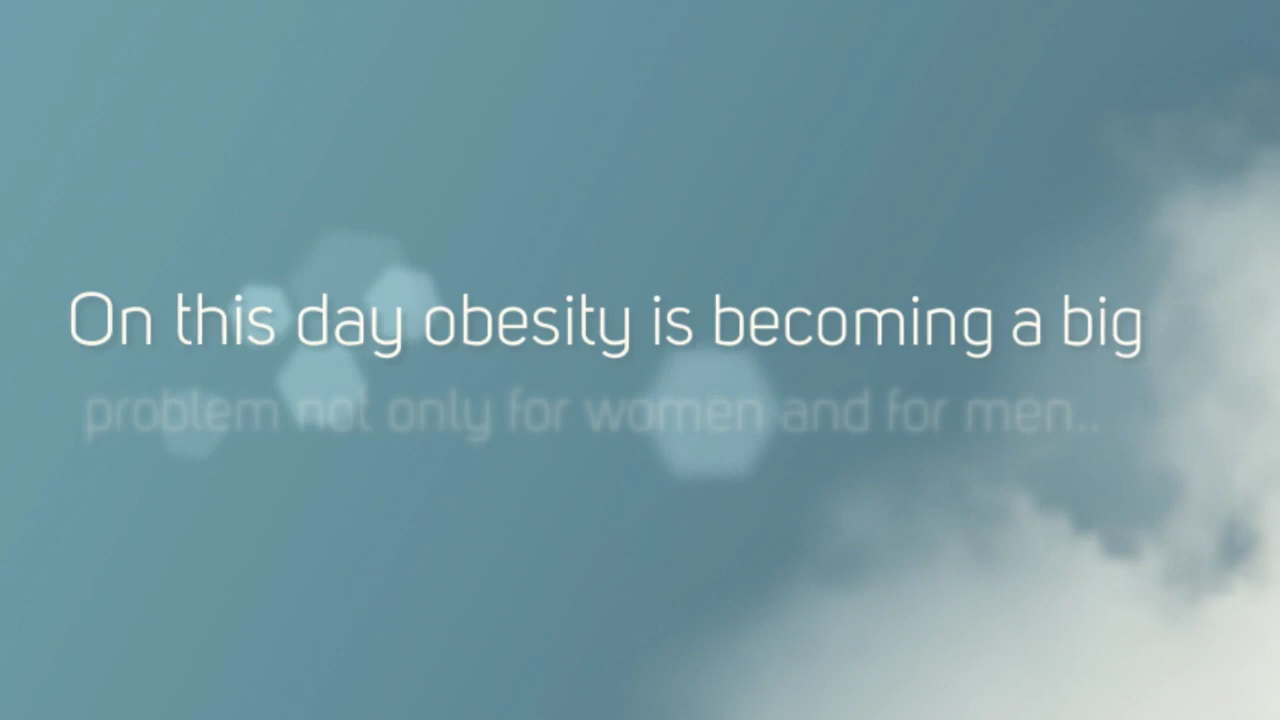 On this day obesity is becoming a big
problem not only for women and for men..